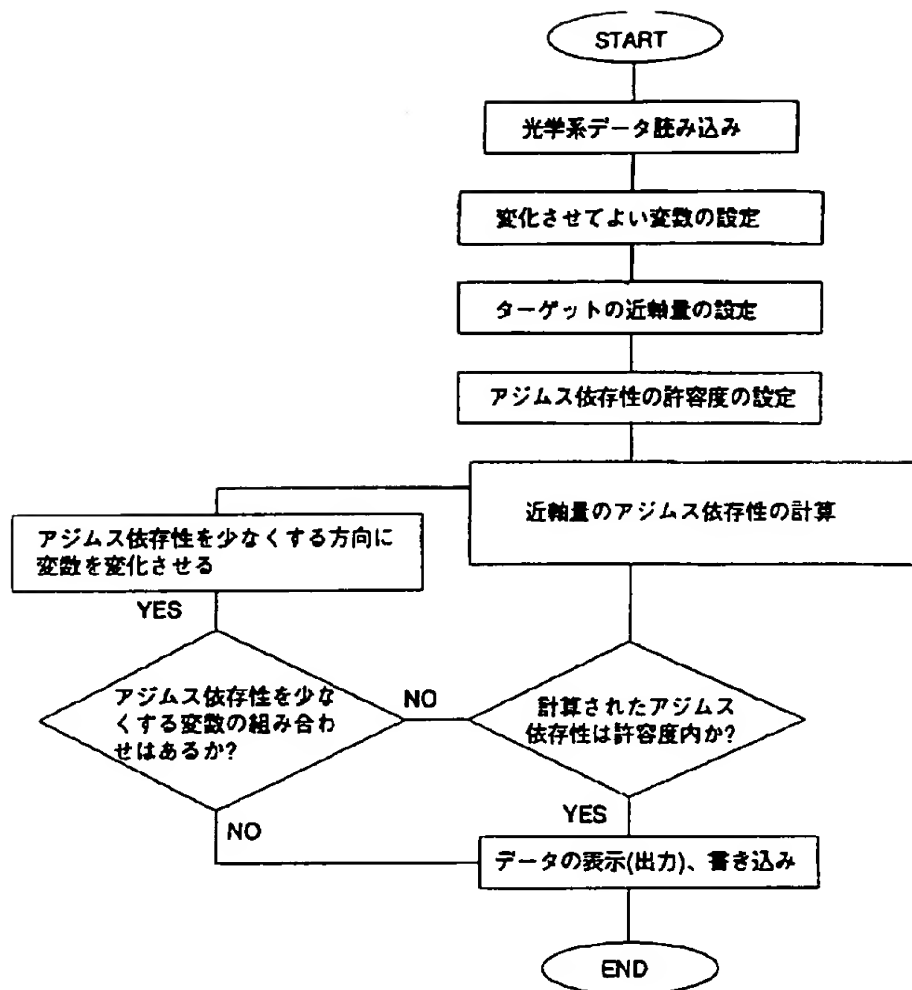 START
光学系データ読み込み
変化させてよい変数の設定
ターゲットの近軸量の設定
アジムス依存性の許容度の設定
近軸量のアジムス依存性の計算
アジムス依存性を少なくする方向に
変数を変化させる
YES
アジムス依存性を少な
くする変数の組み合わ
せはあるか?
NO
計算されたアジムス
依存性は許容度内か?
YES
NO
データの表示(出力)、書き込み
END